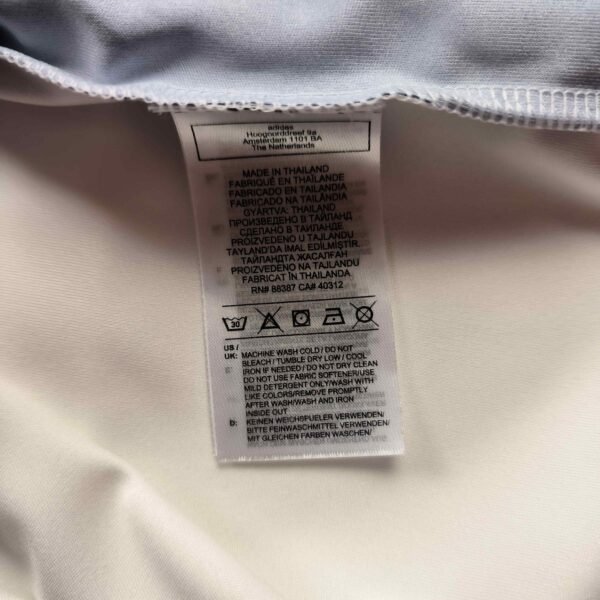 adidas
Hoogoorddreef 9a
Amsterdam 1101 BA
The Netherlands
MADE IN THAILAND
FABRIQUÉ EN THAÏLANDE
FABRICADO EN TAILANDIA
FABRICADO NA TAILÂNDIA
GYÁRTVA: THAILAND
ПРОИЗВЕДЕНО В ТАЙЛАНД
СДЕЛАНО В ТАИЛАНДЕ
PROIZVEDENO U TAJLANDU
TAYLAND'DA İMAL EDİLMİŞTİR.
ТАЙЛАНДТА ЖАСАЛҒАН
PROIZVEDENO NA TAJLANDU
FABRICAT ÎN THAILANDA
RN# 88387 CA# 40312
30
US /
UK: MACHINE WASH COLD / DO NOT
BLEACH / TUMBLE DRY LOW / COOL
IRON IF NEEDED / DO NOT DRY CLEAN
DO NOT USE FABRIC SOFTENER/USE
MILD DETERGENT ONLY/WASH WITH
LIKE COLORS/REMOVE PROMPTLY
AFTER WASH/WASH AND IRON
INSIDE OUT
D: KEINEN WEICHSPUELER VERWENDEN/
BITTE FEINWASCHMITTEL VERWENDEN/
MIT GLEICHEN FARBEN WASCHEN/